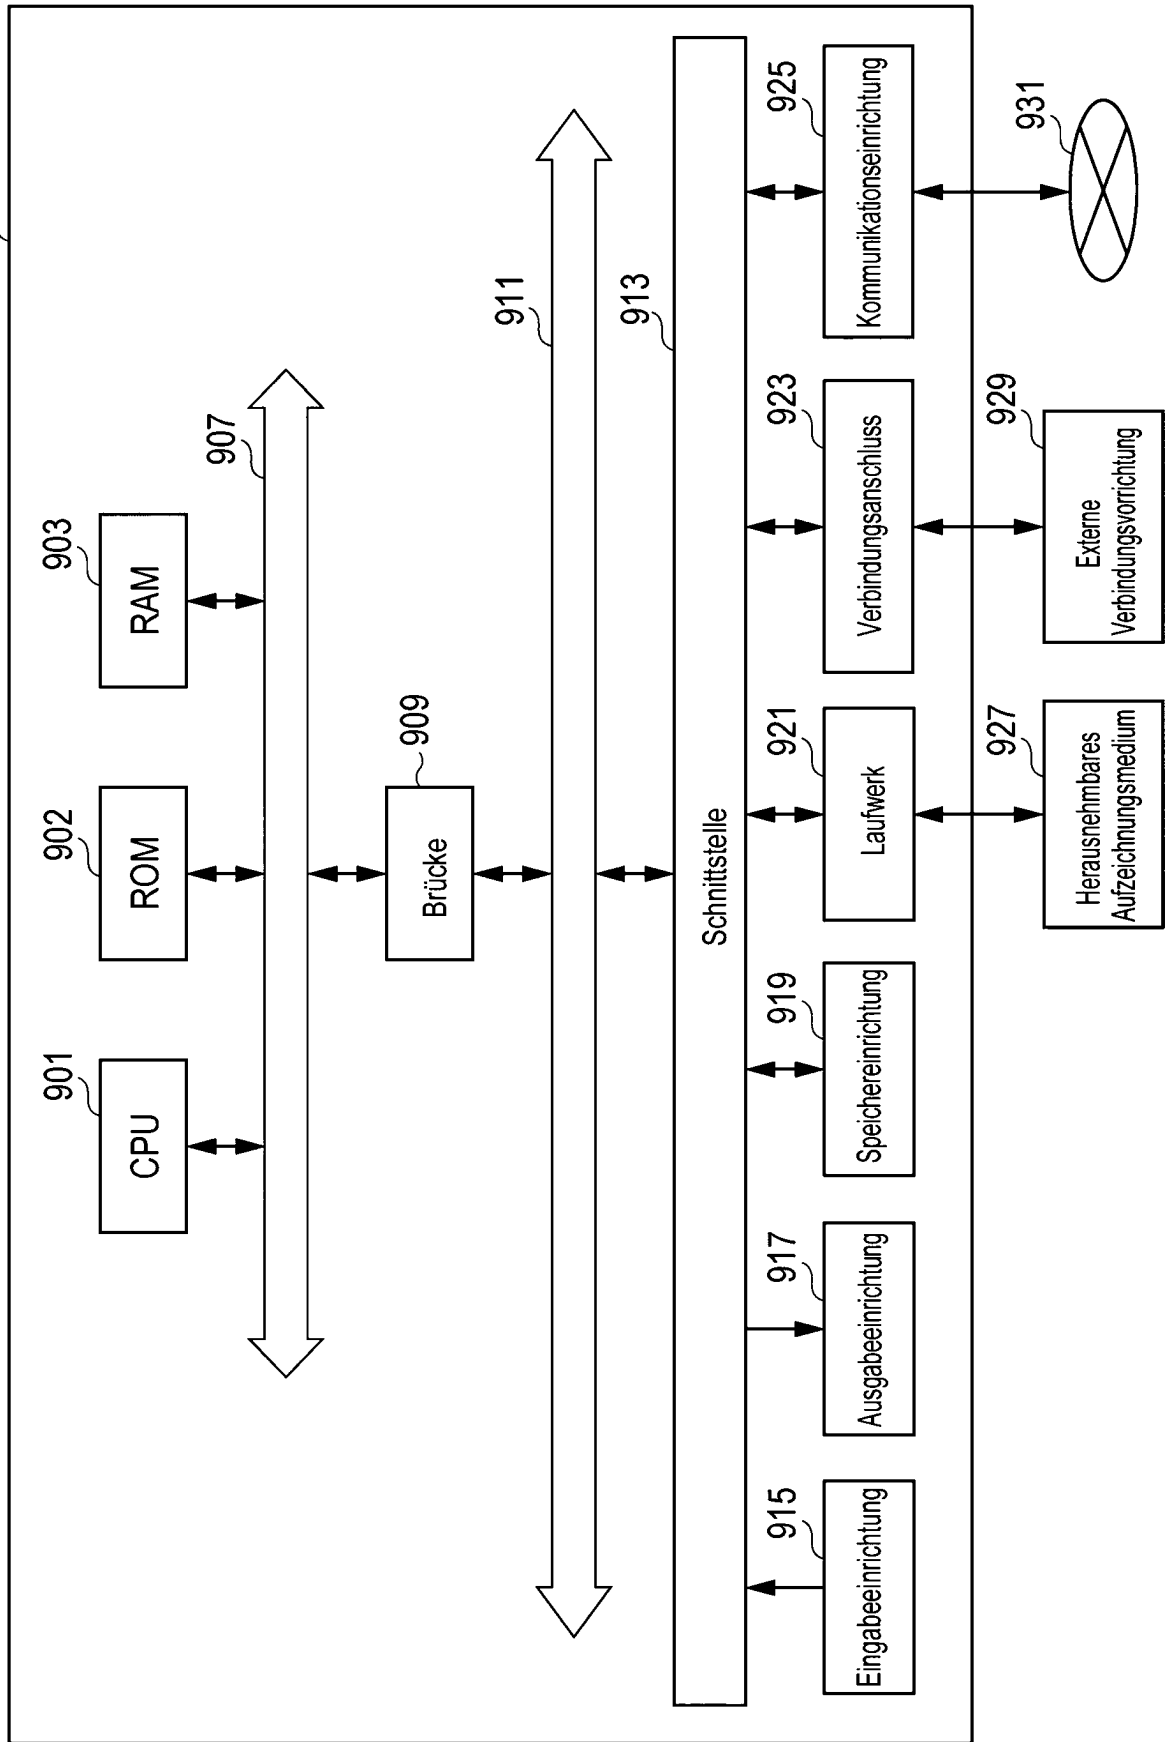 901
CPU
902
ROM
903
RAM
907
909
Brücke
911
913
Schnittstelle
915
Eingabeeinrichtung
917
Ausgabeeinrichtung
919
Speichereinrichtung
921
Laufwerk
923
Verbindungsanschluss
925
Kommunikationseinrichtung
927
Herausnehmbares
Aufzeichnungsmedium
929
Externe
Verbindungsvorrichtung
931